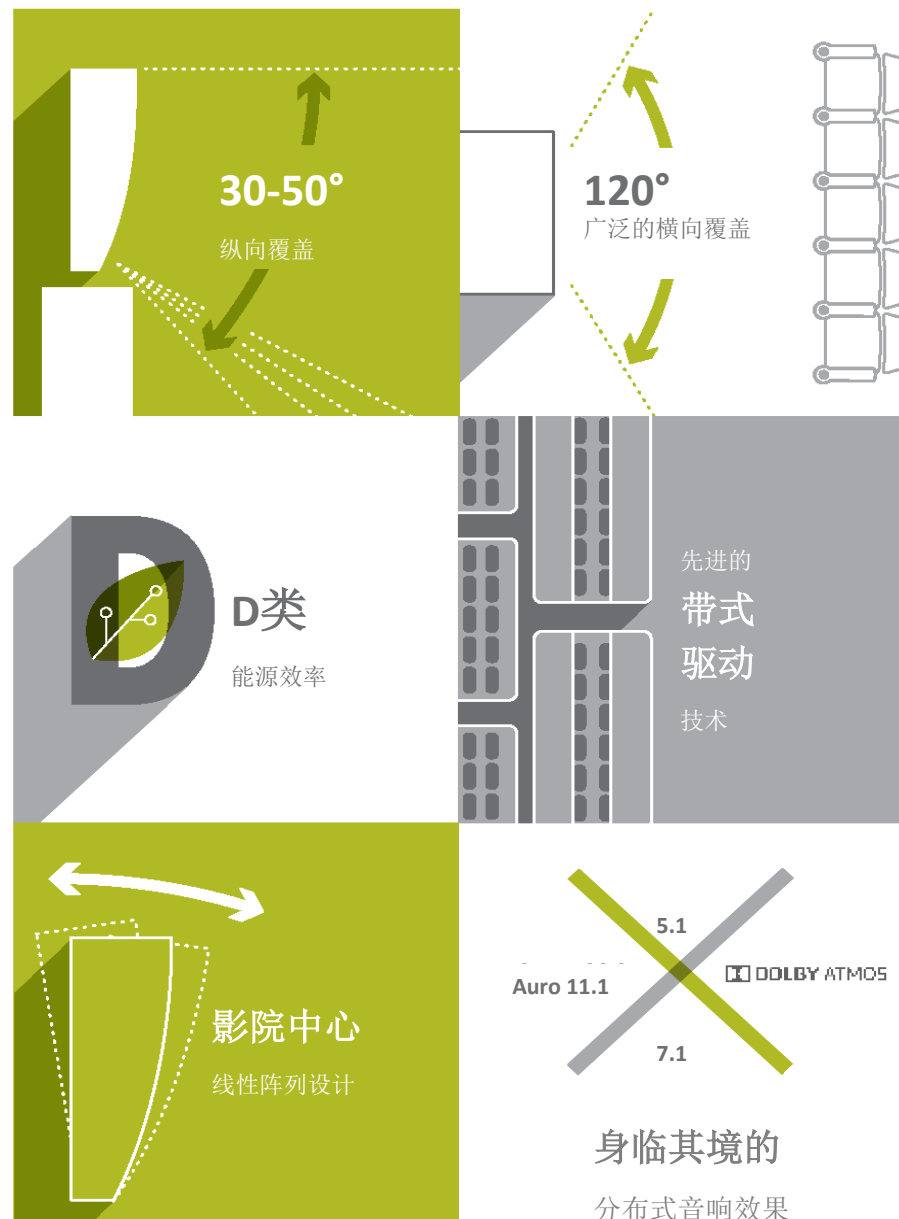 30-50°
纵向覆盖
120°
广泛的横向覆盖
D类
能源效率
先进的
带式
驱动
技术
影院中心
线性阵列设计
5.1
Auro 11.1
DOLBY ATMOS
7.1
身临其境的
分布式音响效果